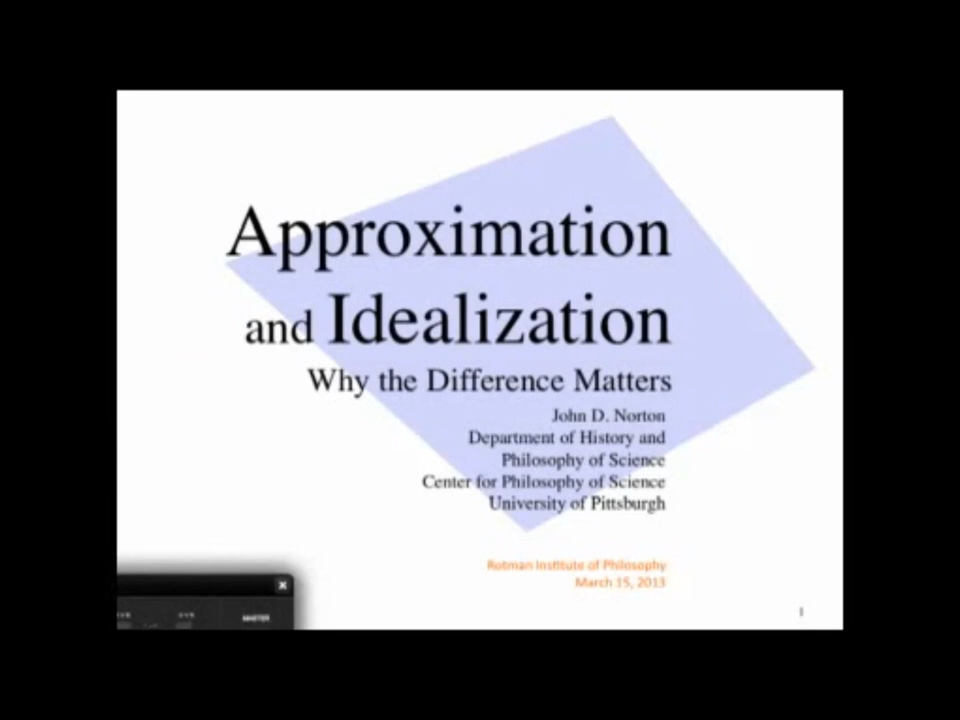 Approximation
and Idealization
Why the Difference Matters
John D. Norton
Department of History and
Philosophy of Science
Center for Philosophy of Science
University of Pittsburgh
Rotman Institute of Philosophy
March 15, 2013
1
MASTER